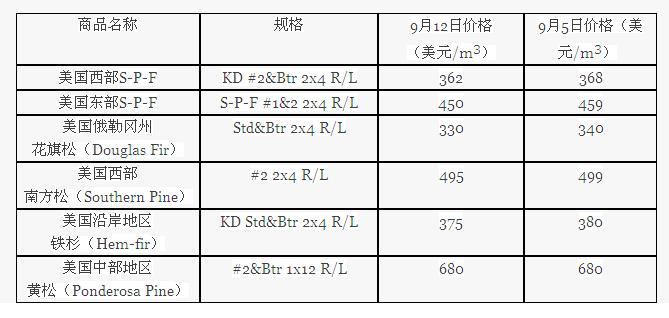 商品名称 规格 9月12日价格（美元/m³） 9月5日价格（美元/m³）
美国西部S-P-F KD #2&Btr 2x4 R/L 362 368
美国东部S-P-F S-P-F #1&2 2x4 R/L 450 459
美国俄勒冈州花旗松（Douglas Fir） Std&Btr 2x4 R/L 330 340
美国西部南方松（Southern Pine） #2 2x4 R/L 495 499
美国沿岸地区铁杉（Hem-fir） KD Std&Btr 2x4 R/L 375 380
美国中部地区黄松（Ponderosa Pine） #2&Btr 1x12 R/L 680 680